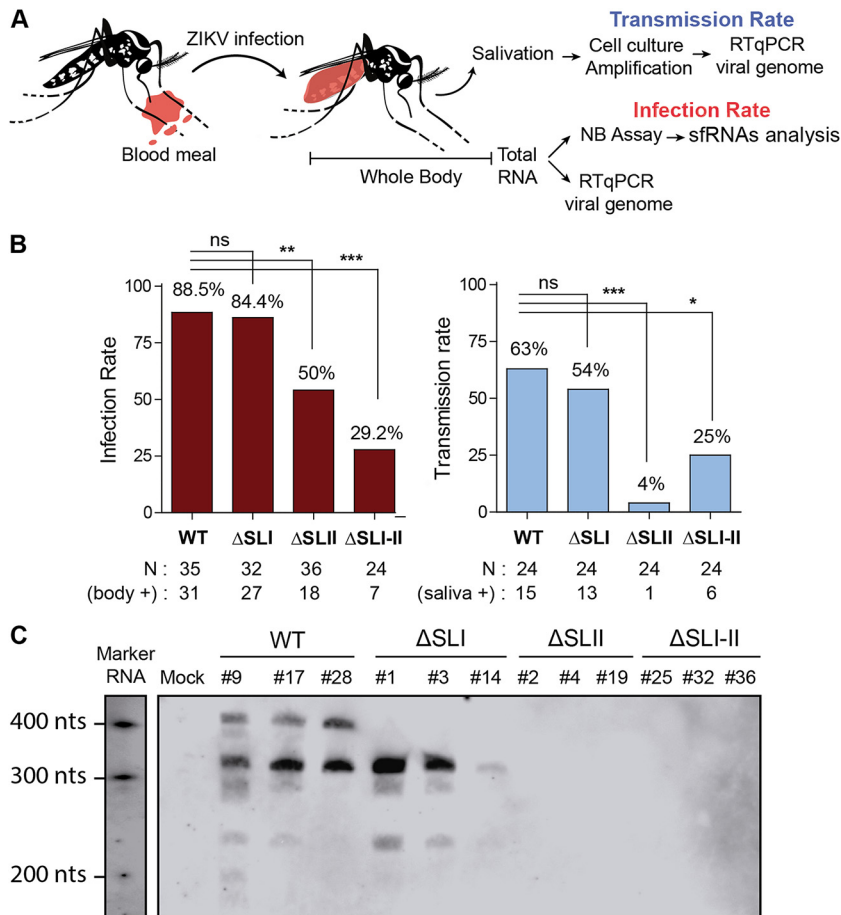 A
ZIKV infection
Blood meal
Whole Body
Total
RNA
Salivation
Transmission Rate
Cell culture
Amplification
RTqPCR
viral genome
Infection Rate
NB Assay
sfRNAs analysis
RTqPCR
viral genome
B
ns
**
***
Infection Rate
100
75
50
25
0
88.5%
84.4%
50%
29.2%
WT ΔSLI ΔSLII ΔSLI-II
N : 35 32 36 24
(body +) : 31 27 18 7
ns
***
*
Transmission rate
100
75
50
25
0
63%
54%
4%
25%
WT ΔSLI ΔSLII ΔSLI-II
N : 24 24 24 24
(saliva +) : 15 13 1 6
C
WT ΔSLI ΔSLII ΔSLI-II
Marker
RNA
Mock #9 #17 #28 #1 #3 #14 #2 #4 #19 #25 #32 #36
400 nts
300 nts
200 nts